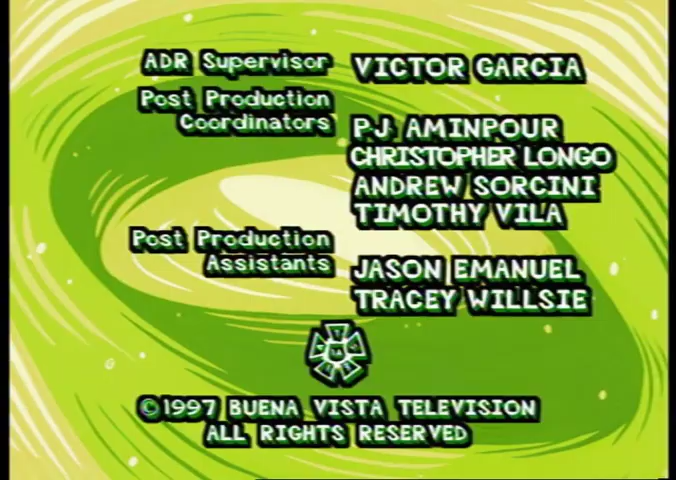 ADR Supervisor VICTOR GARCIA
Post Production
Coordinators P.J. AMINPOUR
CHRISTOPHER LONGO
ANDREW SORCINI
TIMOTHY VILA
Post Production
Assistants JASON EMANUEL
TRACEY WILLSIE
©1997 BUENA VISTA TELEVISION
ALL RIGHTS RESERVED